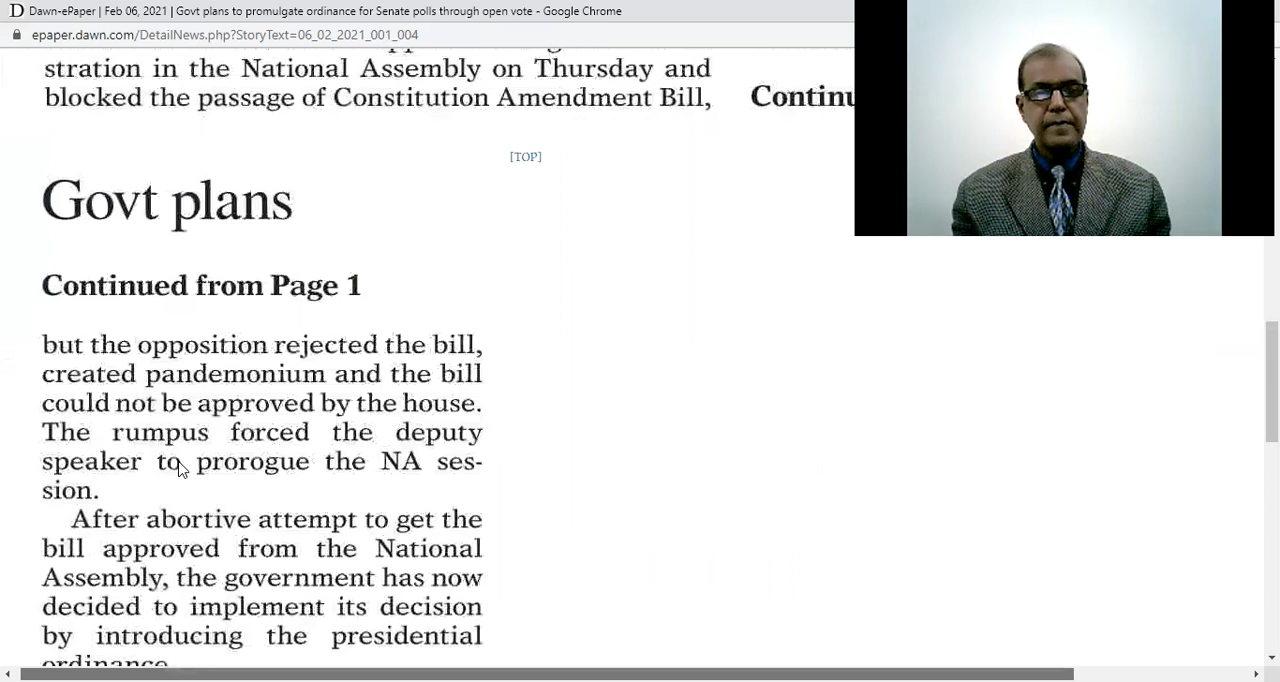 D Dawn-ePaper | Feb 06, 2021 | Govt plans to promulgate ordinance for Senate polls through open vote - Google Chrome
epaper.dawn.com/DetailNews.php?StoryText=06_02_2021_001_004
stration in the National Assembly on Thursday and
blocked the passage of Constitution Amendment Bill,
[TOP]
Govt plans
Continued from Page 1
but the opposition rejected the bill,
created pandemonium and the bill
could not be approved by the house.
The rumpus forced the deputy
speaker to prorogue the NA ses-
sion.
After abortive attempt to get the
bill approved from the National
Assembly, the government has now
decided to implement its decision
by introducing the presidential
ordinance